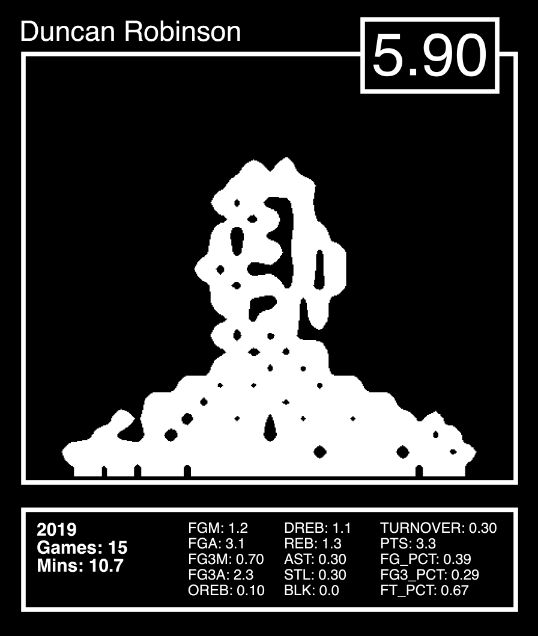 Duncan Robinson
5.90
2019
Games: 15
Mins: 10.7
FGM: 1.2
FGA: 3.1
FG3M: 0.70
FG3A: 2.3
OREB: 0.10
DREB: 1.1
REB: 1.3
AST: 0.30
STL: 0.30
BLK: 0.0
TURNOVER: 0.30
PTS: 3.3
FG_PCT: 0.39
FG3_PCT: 0.29
FT_PCT: 0.67